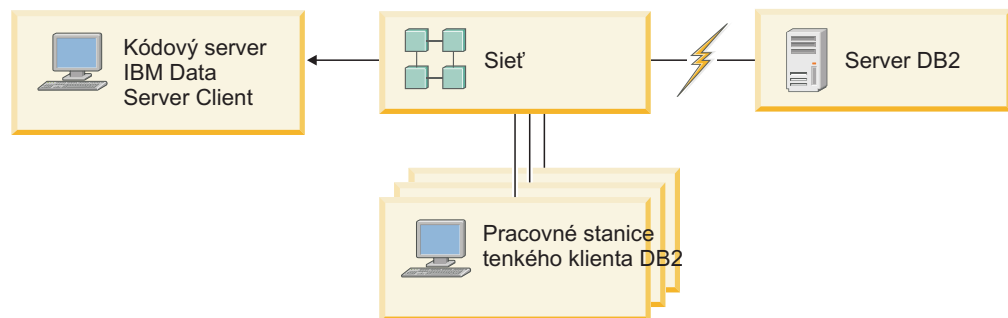 Kódový server
IBM Data
Server Client
Sieť
Server DB2
Pracovné stanice
tenkého klienta DB2